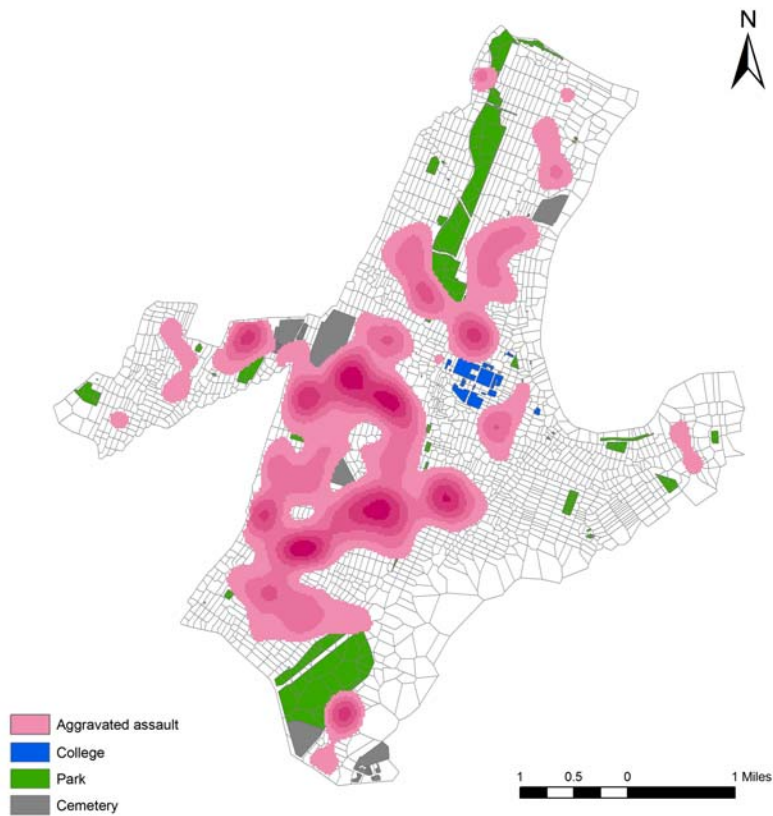 N
Aggravated assault
College
Park
Cemetery
1 0.5 0 1 Miles